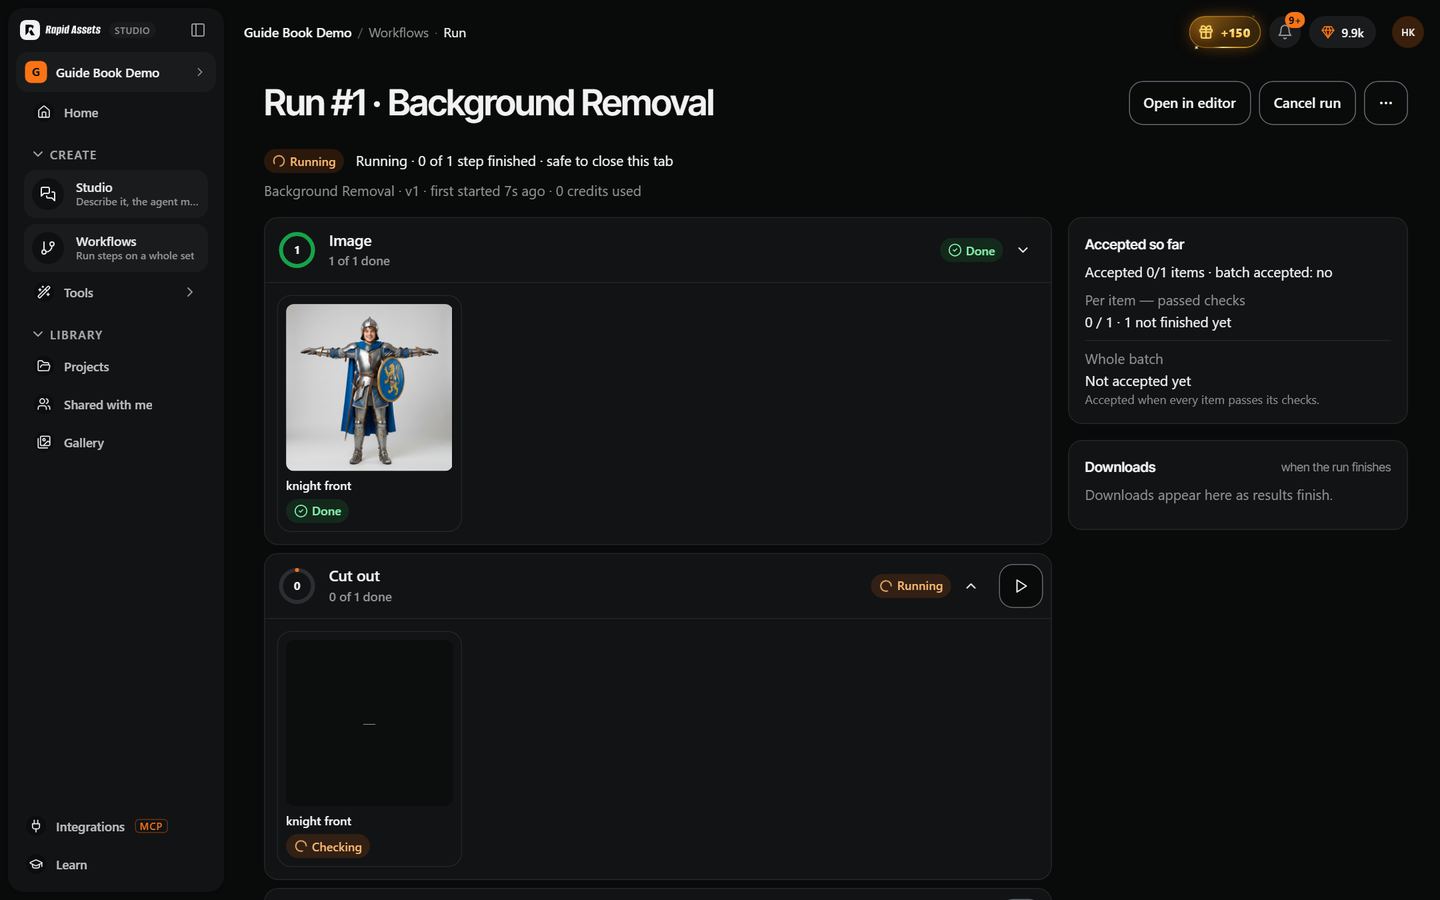 Rapid Assets STUDIO
Guide Book Demo / Workflows · Run
+150
9+
9.9k
HK
G Guide Book Demo
Home
CREATE
Studio
Describe it, the agent m...
Workflows
Run steps on a whole set
Tools
LIBRARY
Projects
Shared with me
Gallery
Integrations MCP
Learn
Run #1 · Background Removal
Open in editor
Cancel run
Running
Running · 0 of 1 step finished · safe to close this tab
Background Removal · v1 · first started 7s ago · 0 credits used
1
Image
1 of 1 done
Done
knight front
Done
0
Cut out
0 of 1 done
Running
—
knight front
Checking
Accepted so far
Accepted 0/1 items · batch accepted: no
Per item — passed checks
0 / 1 · 1 not finished yet
Whole batch
Not accepted yet
Accepted when every item passes its checks.
Downloads
when the run finishes
Downloads appear here as results finish.